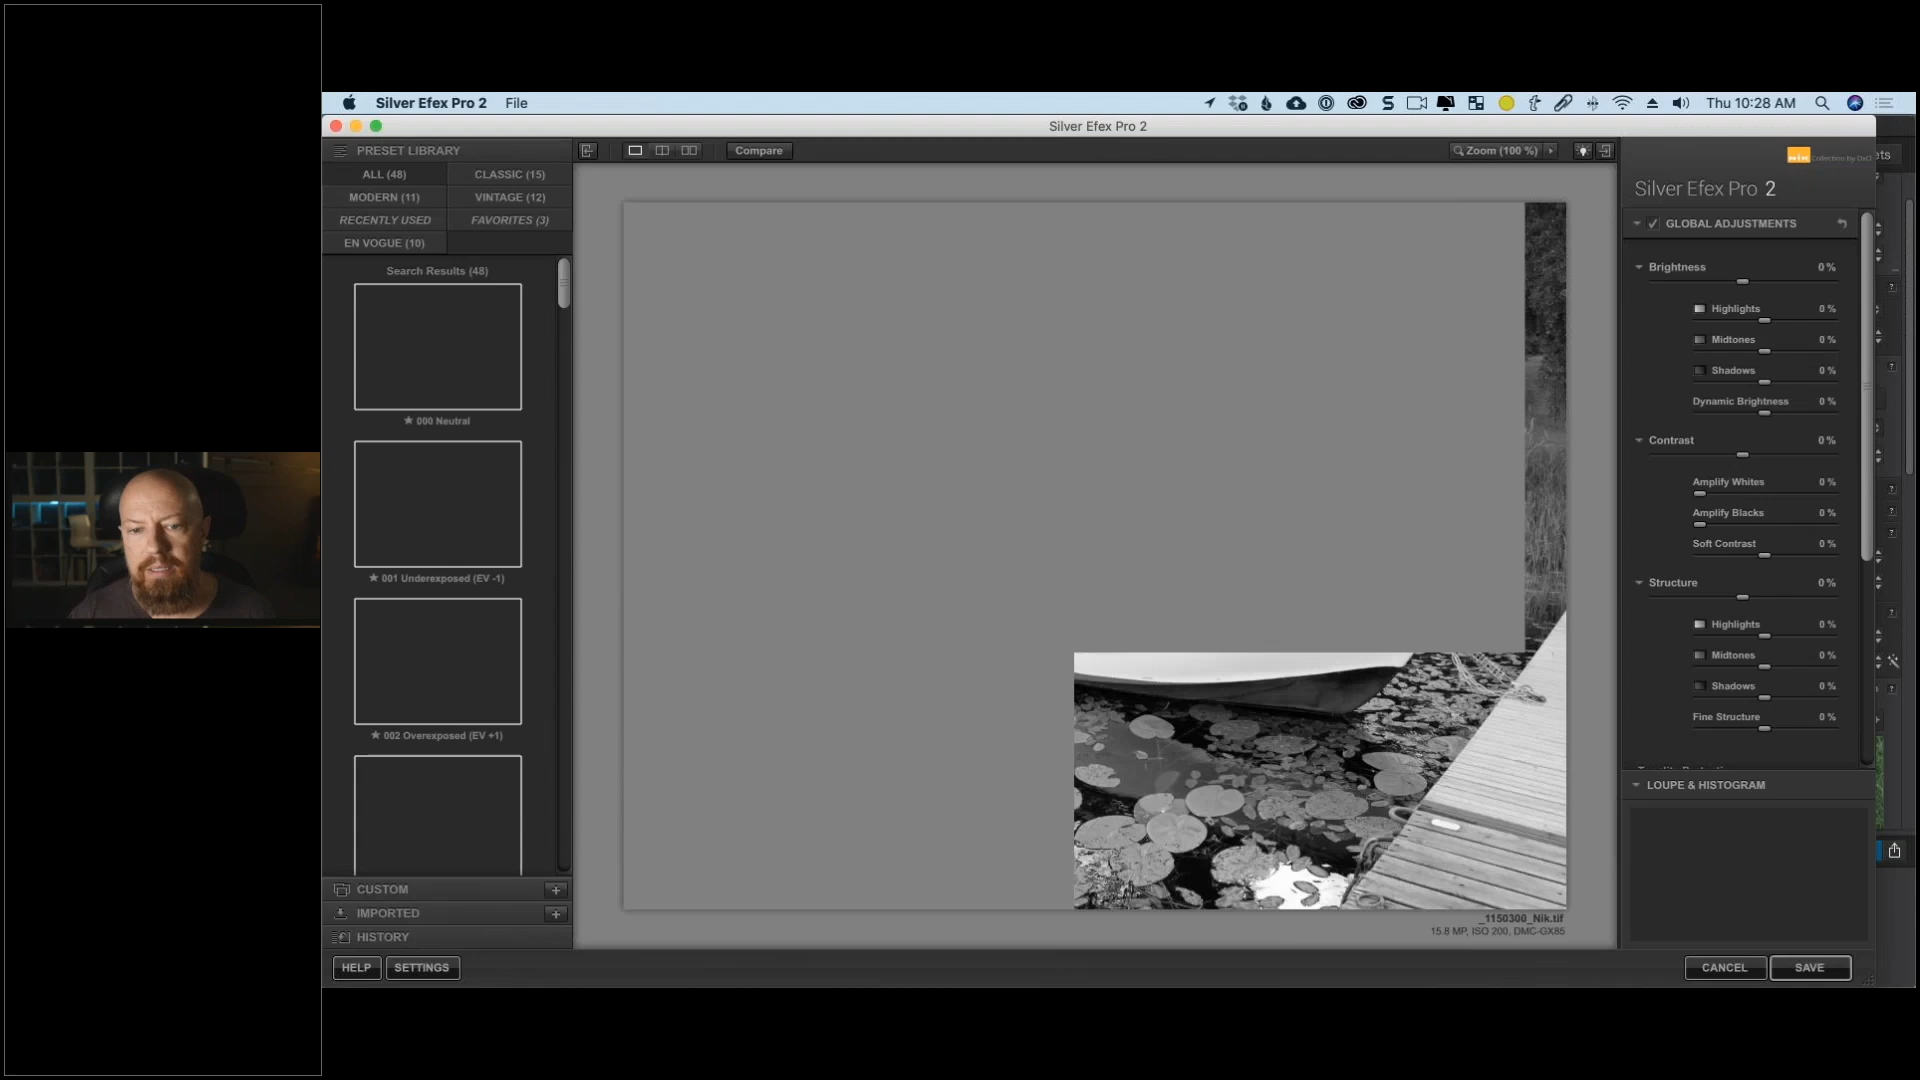 Silver Efex Pro 2 File
Thu 10:28 AM
Silver Efex Pro 2
PRESET LIBRARY
Compare
Zoom (100 %)
ALL (48) CLASSIC (15)
MODERN (11) VINTAGE (12)
RECENTLY USED FAVORITES (3)
EN VOGUE (10)
Search Results (48)
000 Neutral
001 Underexposed (EV -1)
002 Overexposed (EV +1)
CUSTOM
IMPORTED
HISTORY
HELP SETTINGS
_1150300_Nik.tif
15.8 MP, ISO 200, DMC-GX85
nik Collection by DxO
Silver Efex Pro 2
GLOBAL ADJUSTMENTS
Brightness 0 %
Highlights 0 %
Midtones 0 %
Shadows 0 %
Dynamic Brightness 0 %
Contrast 0 %
Amplify Whites 0 %
Amplify Blacks 0 %
Soft Contrast 0 %
Structure 0 %
Highlights 0 %
Midtones 0 %
Shadows 0 %
Fine Structure 0 %
LOUPE & HISTOGRAM
CANCEL SAVE
ets